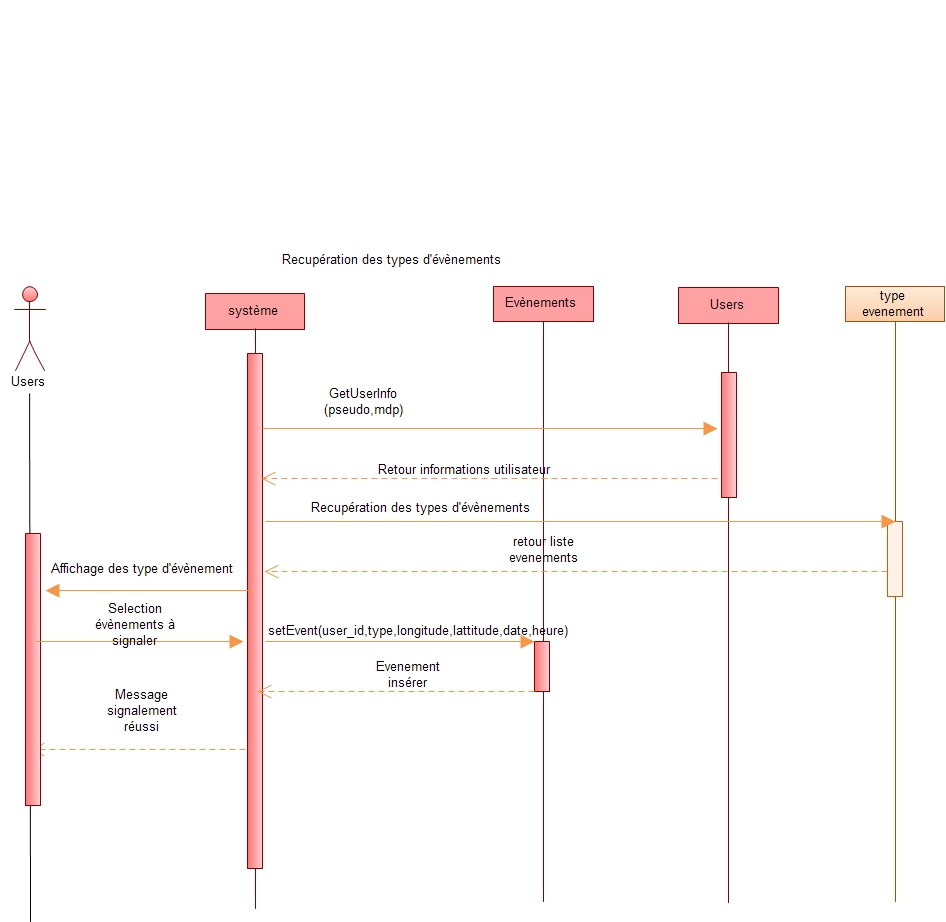 Recupération des types d'évènements
système
Evènements
Users
type
evenement
Users
GetUserInfo
(pseudo,mdp)
Retour informations utilisateur
Recupération des types d'évènements
retour liste
evenements
Affichage des type d'évènement
Selection
évènements à
signaler
setEvent(user_id,type,longitude,lattitude,date,heure)
Evenement
insérer
Message
signalement
réussi